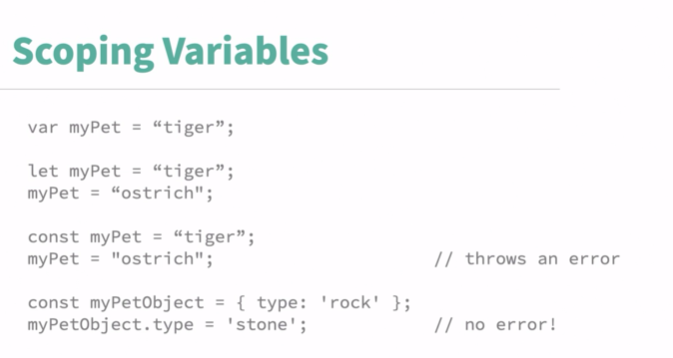 Scoping Variables
var myPet = “tiger”;
let myPet = “tiger”;
myPet = “ostrich";
const myPet = “tiger”;
myPet = "ostrich"; // throws an error
const myPetObject = { type: 'rock' };
myPetObject.type = 'stone'; // no error!